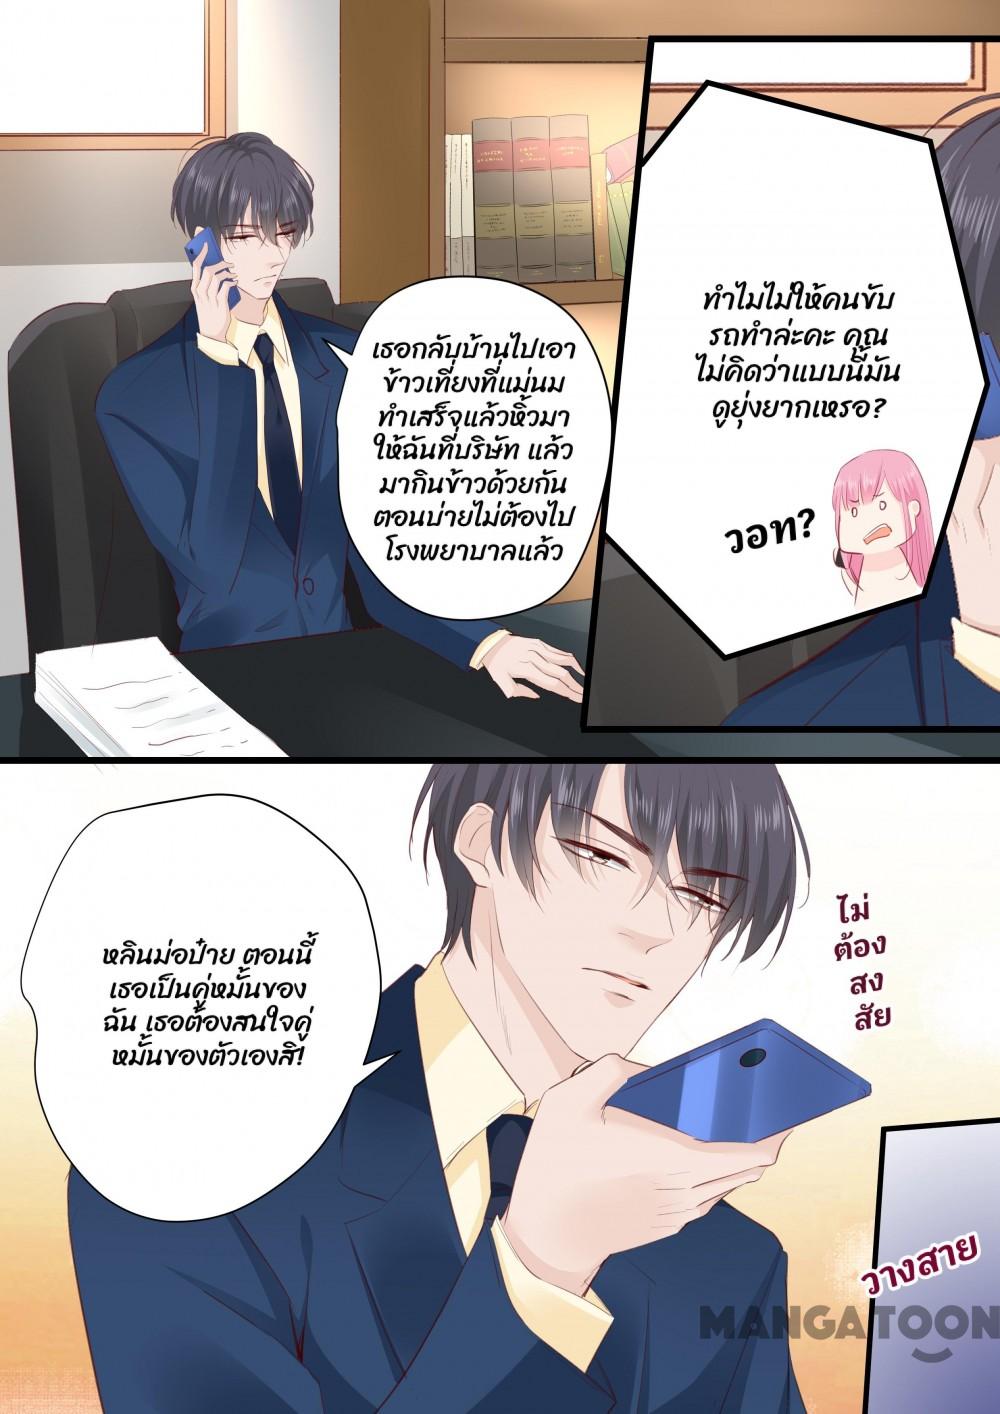 เธอกลับบ้านไปเอา
ข้าวเที่ยงที่แม่นม
ทำเสร็จแล้วหิ้วมา
ให้ฉันที่บริษัท แล้ว
มากินข้าวด้วยกัน
ตอนบ่ายไม่ต้องไป
โรงพยาบาลแล้ว
ทำไมไม่ให้คนขับ
รถทำล่ะคะ คุณ
ไม่คิดว่าแบบนี้มัน
ดูยุ่งยากเหรอ?
วอท?
หลินม่อป๋าย ตอนนี้
เธอเป็นคู่หมั้นของ
ฉัน เธอต้องสนใจคู่
หมั้นของตัวเองสิ!
ไม่
ต้อง
สง
สัย
วางสาย
MANGATOON